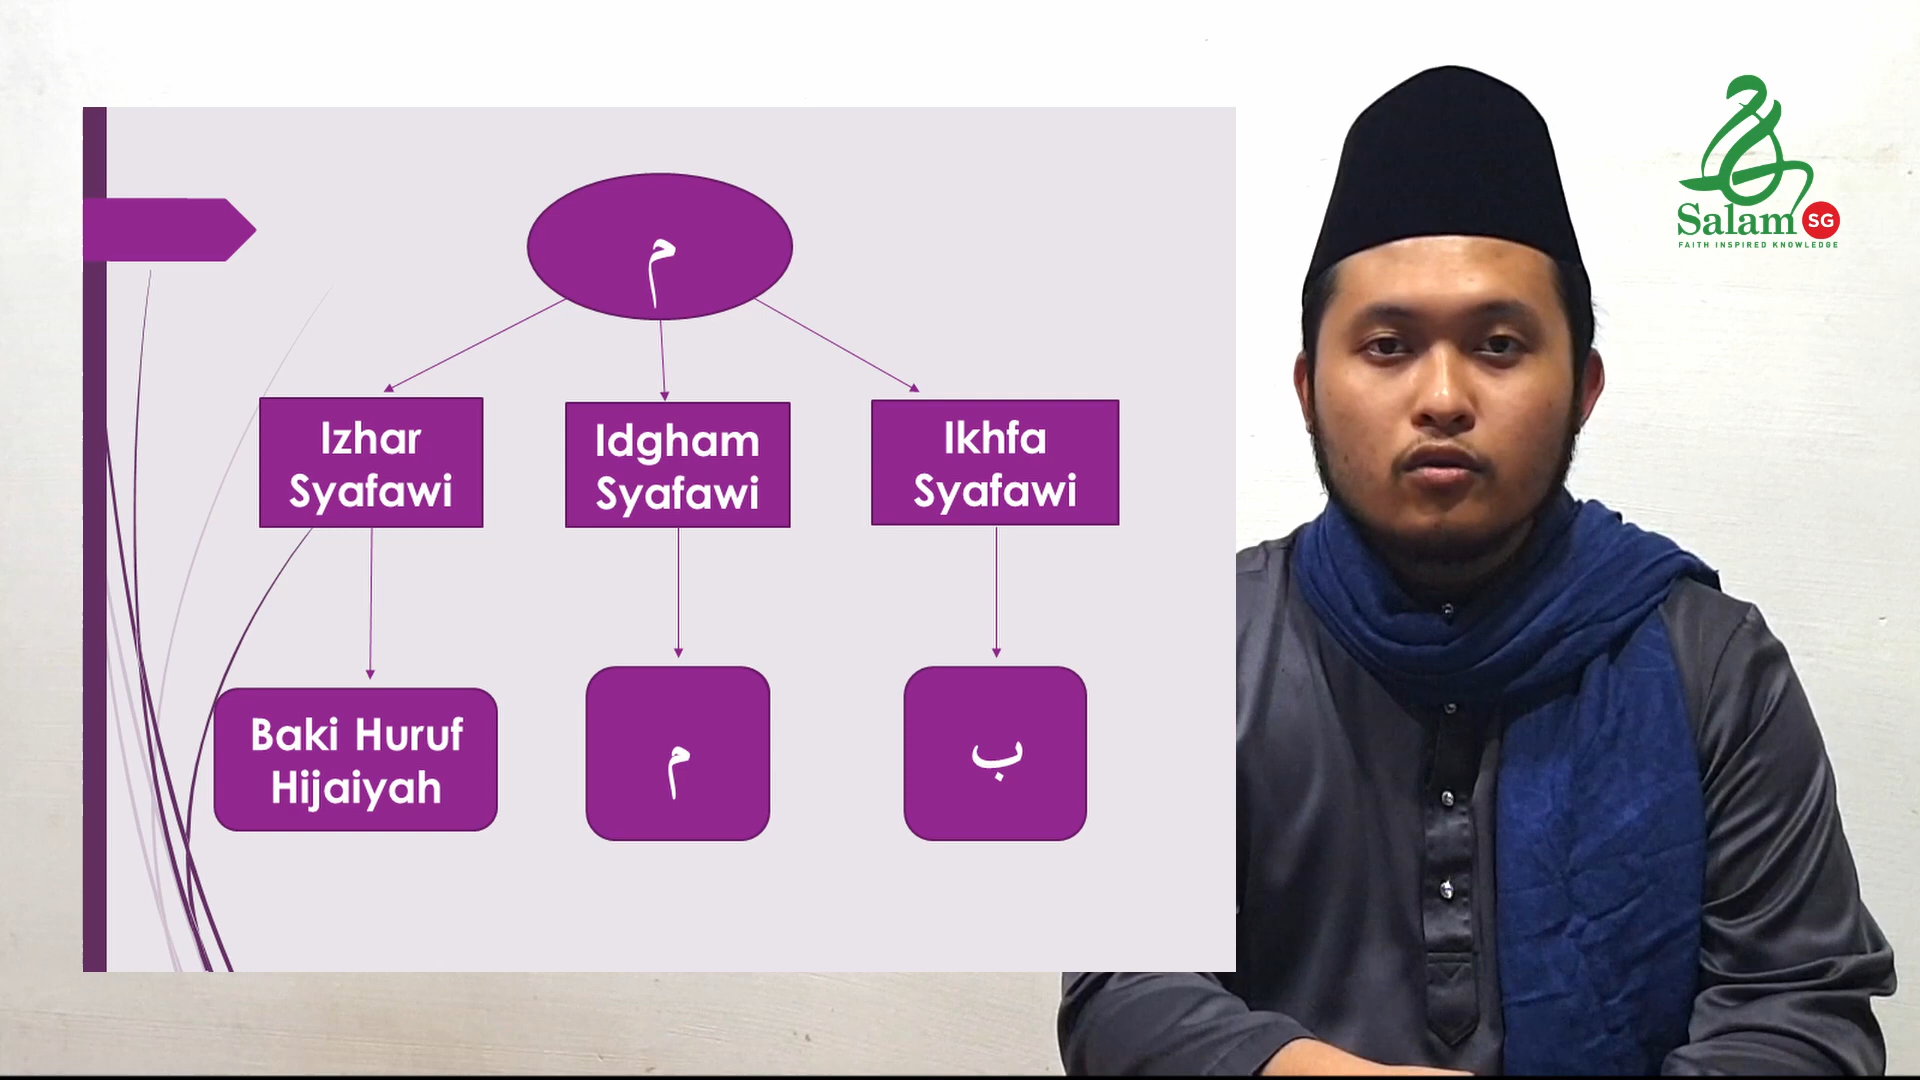 م
Izhar
Syafawi
Idgham
Syafawi
Ikhfa
Syafawi
Baki Huruf
Hijaiyah
م
ب
Salam SG
FAITH INSPIRED KNOWLEDGE